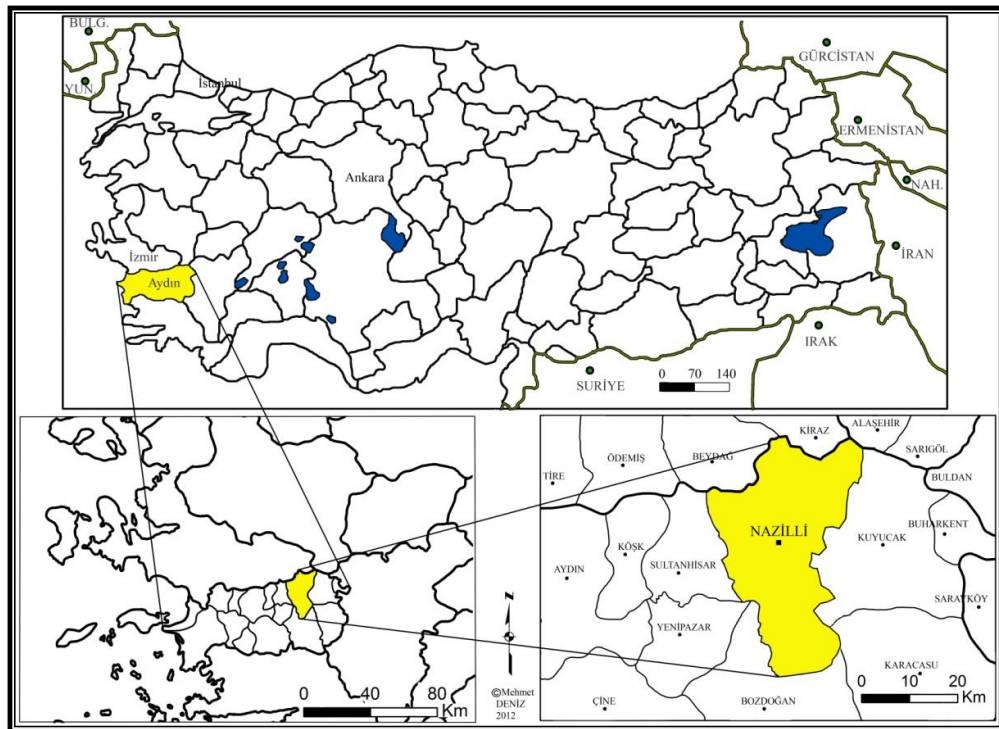 BULG.
YUN.
İstanbul
GÜRCİSTAN
ERMENİSTAN
NAH.
Ankara
İRAN
İzmir
Aydın
IRAK
SURİYE
0 70 140
KİRAZ
ALAŞEHİR
SARIGÖL
ÖDEMİŞ
BEYDAĞ
TİRE
BULDAN
NAZİLLİ
BUHARKENT
KUYUCAK
KÖŞK
AYDIN
SULTANHİSAR
SARAYKÖY
YENİPAZAR
KARACASU
ÇİNE
BOZDOĞAN
0 10 20
Km
0 40 80
Km
z
©Mehmet
DENİZ
2012